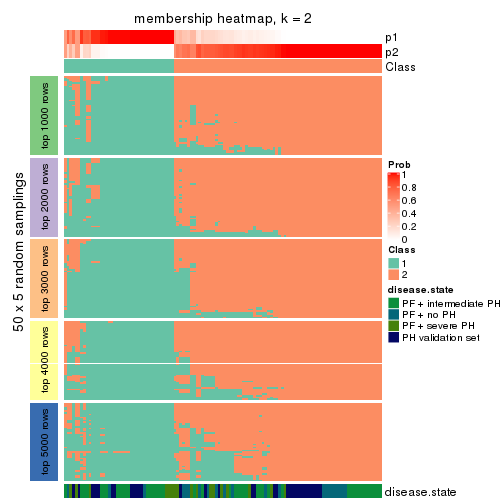 membership heatmap, k = 2
p1
p2
Class
50 x 5 random samplings
top 1000 rows
top 2000 rows
top 3000 rows
top 4000 rows
top 5000 rows
Prob
1
0.8
0.6
0.4
0.2
0
Class
1
2
disease.state
PF + intermediate PH
PF + no PH
PF + severe PH
PH validation set
disease.state